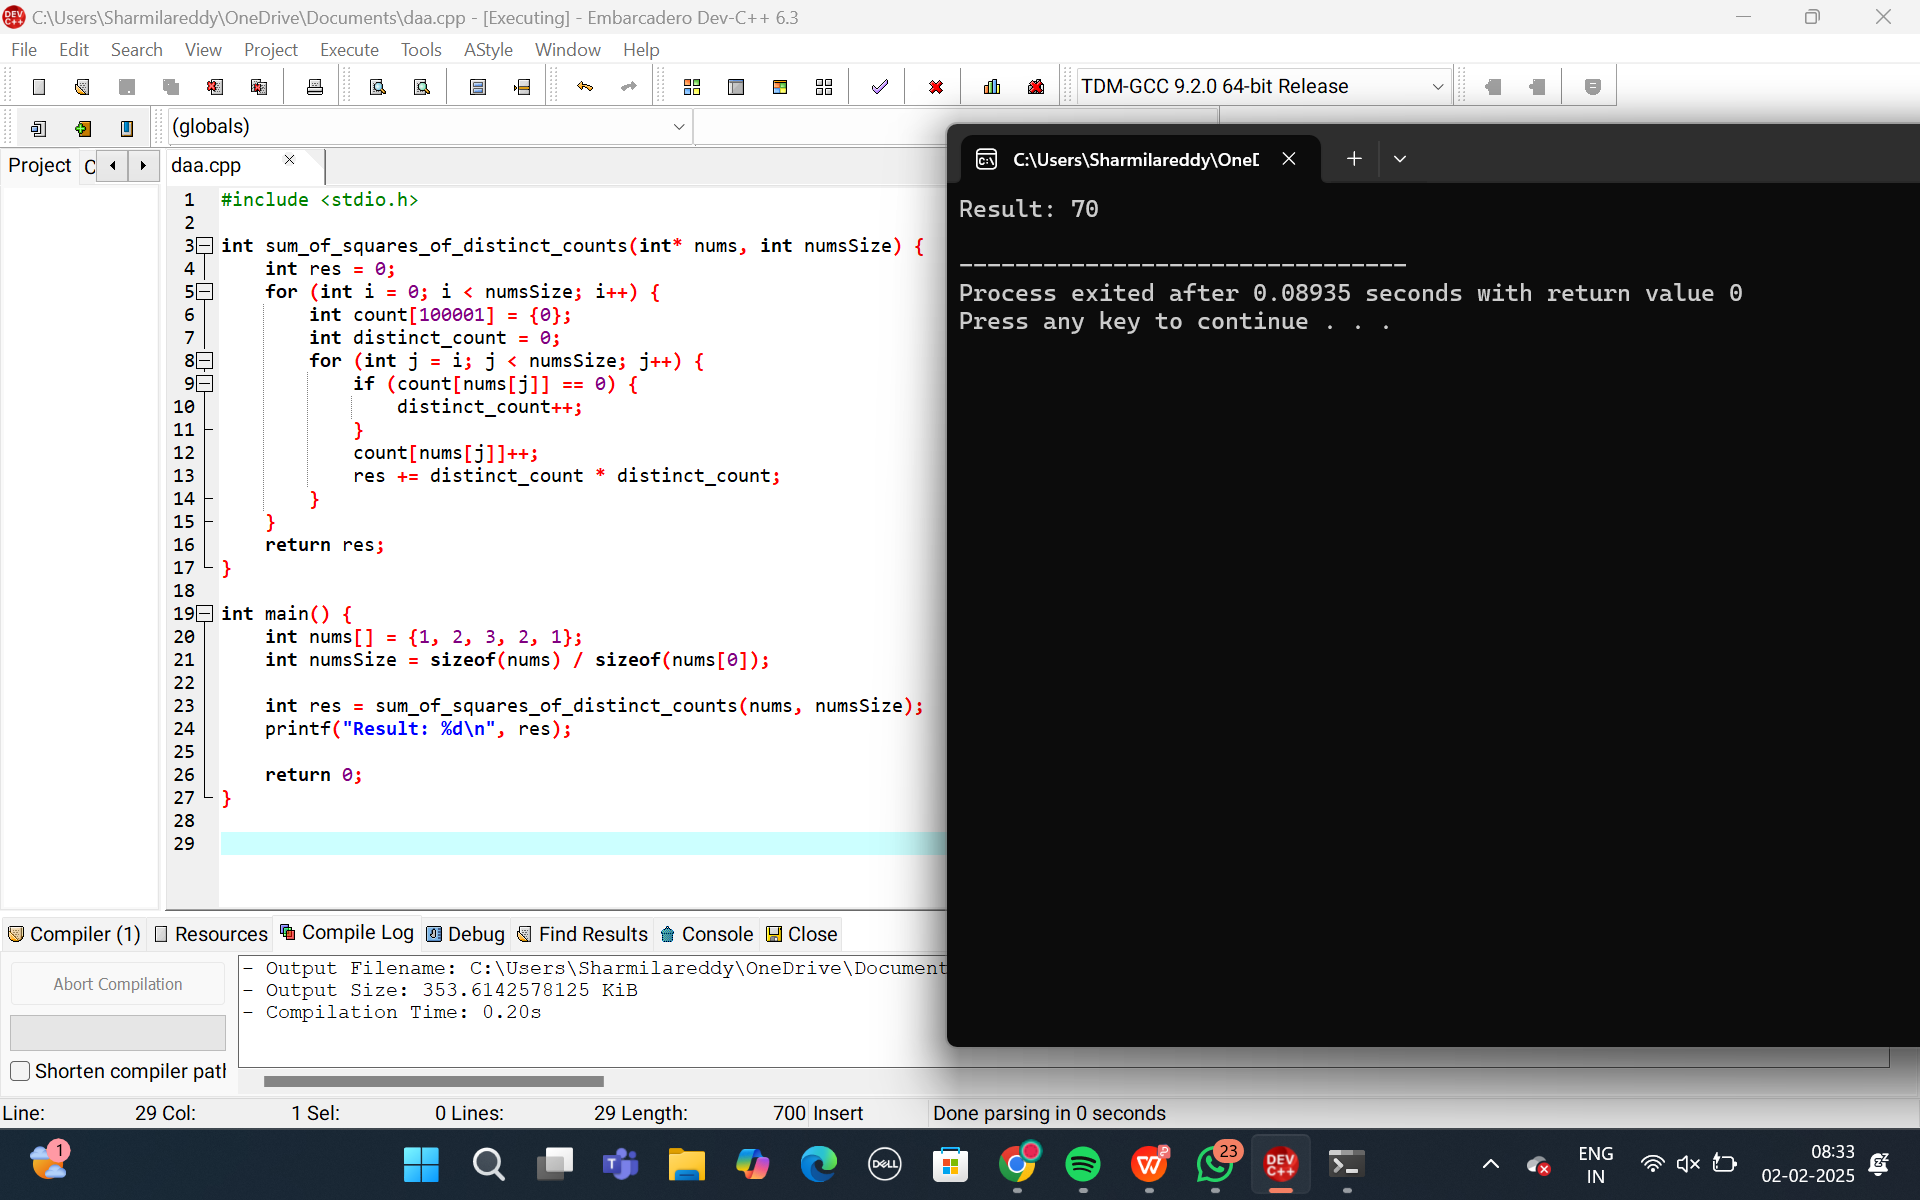 C:\Users\Sharmilareddy\OneDrive\Documents\daa.cpp - [Executing] - Embarcadero Dev-C++ 6.3
File Edit Search View Project Execute Tools AStyle Window Help
TDM-GCC 9.2.0 64-bit Release
(globals)
Project C daa.cpp
1 #include <stdio.h>
2
3 int sum_of_squares_of_distinct_counts(int* nums, int numsSize) {
4     int res = 0;
5     for (int i = 0; i < numsSize; i++) {
6         int count[100001] = {0};
7         int distinct_count = 0;
8         for (int j = i; j < numsSize; j++) {
9             if (count[nums[j]] == 0) {
10                 distinct_count++;
11             }
12             count[nums[j]]++;
13             res += distinct_count * distinct_count;
14         }
15     }
16     return res;
17 }
18
19 int main() {
20     int nums[] = {1, 2, 3, 2, 1};
21     int numsSize = sizeof(nums) / sizeof(nums[0]);
22
23     int res = sum_of_squares_of_distinct_counts(nums, numsSize);
24     printf("Result: %d\n", res);
25
26     return 0;
27 }
28
29
C:\Users\Sharmilareddy\OneD
Result: 70
--------------------------------
Process exited after 0.08935 seconds with return value 0
Press any key to continue . . .
Compiler (1) Resources Compile Log Debug Find Results Console Close
Abort Compilation
Shorten compiler path
- Output Filename: C:\Users\Sharmilareddy\OneDrive\Document
- Output Size: 353.6142578125 KiB
- Compilation Time: 0.20s
Line: 29 Col: 1 Sel: 0 Lines: 29 Length: 700 Insert Done parsing in 0 seconds
1
DELL
23
DEV C++
ENG
IN
08:33
02-02-2025